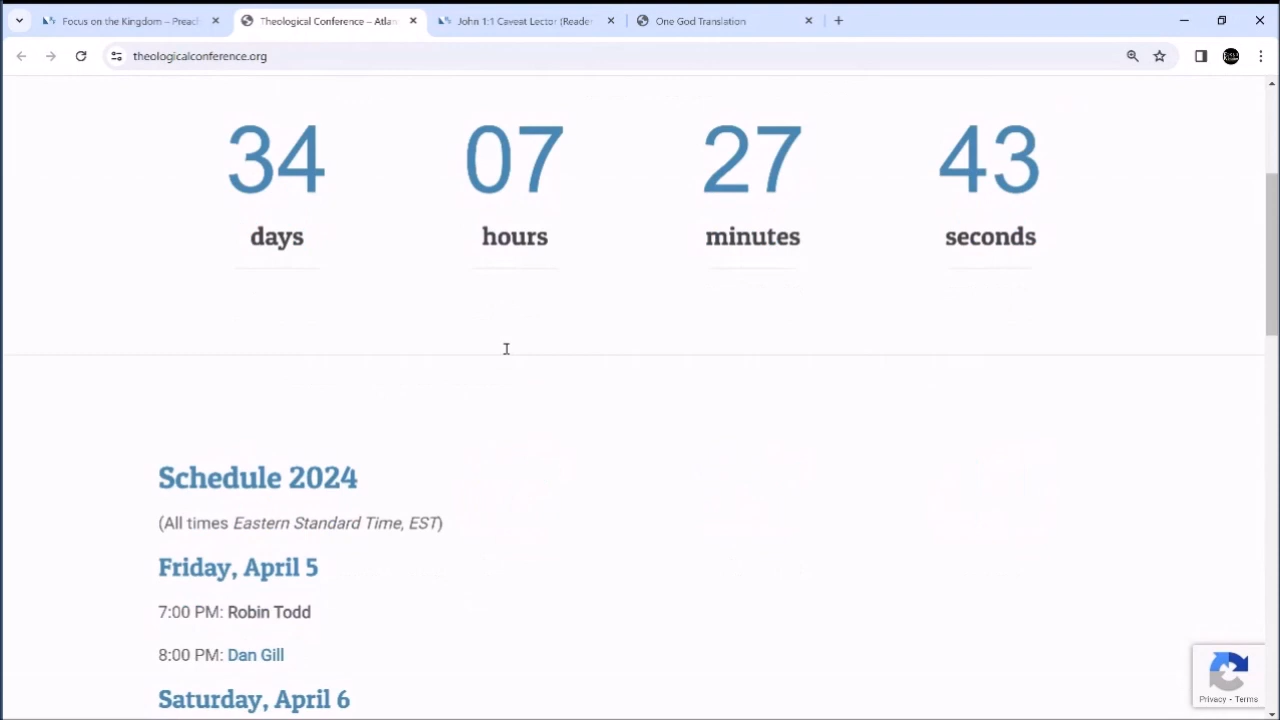 Focus on the Kingdom – Preach
Theological Conference – Atlan
John 1:1 Caveat Lector (Reader
One God Translation
theologicalconference.org
34 07 27 43
days hours minutes seconds
Schedule 2024
(All times Eastern Standard Time, EST)
Friday, April 5
7:00 PM: Robin Todd
8:00 PM: Dan Gill
Saturday, April 6
Privacy - Terms